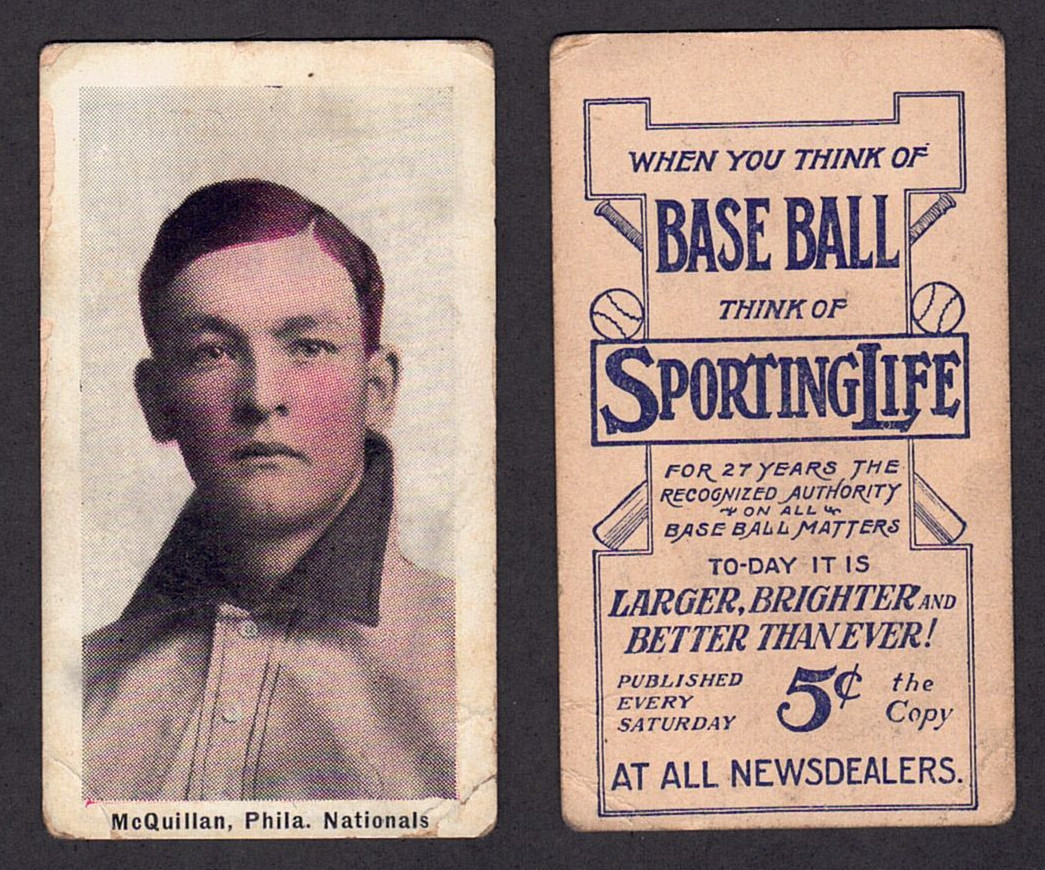 McQuillan, Phila. Nationals
WHEN YOU THINK OF
BASE BALL
THINK OF
SPORTING LIFE
FOR 27 YEARS THE
RECOGNIZED AUTHORITY
ON ALL
BASE BALL MATTERS
TO-DAY IT IS
LARGER, BRIGHTER AND
BETTER THAN EVER!
PUBLISHED
EVERY
SATURDAY
5¢ the
Copy
AT ALL NEWSDEALERS.